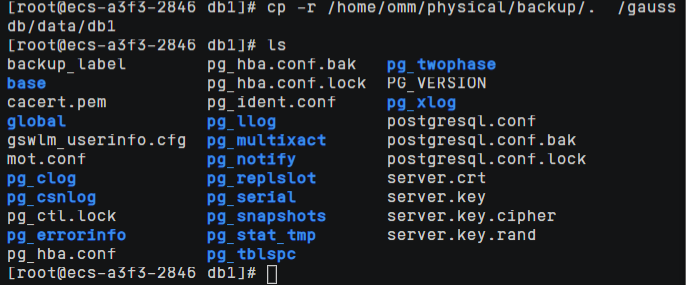 [root@ecs-a3f3-2846 db1]# cp -r /home/omm/physical/backup/.  /gauss
db/data/db1
[root@ecs-a3f3-2846 db1]# ls
backup_label        pg_hba.conf.bak   pg_twophase
base                pg_hba.conf.lock  PG_VERSION
cacert.pem          pg_ident.conf     pg_xlog
global              pg_llog           postgresql.conf
gswlm_userinfo.cfg  pg_multixact      postgresql.conf.bak
mot.conf            pg_notify         postgresql.conf.lock
pg_clog             pg_replslot       server.crt
pg_csnlog           pg_serial         server.key
pg_ctl.lock         pg_snapshots      server.key.cipher
pg_errorinfo        pg_stat_tmp       server.key.rand
pg_hba.conf         pg_tblspc
[root@ecs-a3f3-2846 db1]#